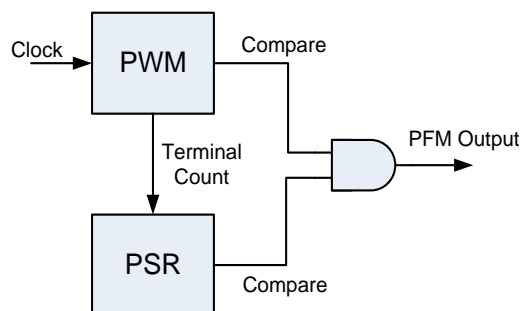 Compare
Clock
PWM
PFM Output
Terminal
Count
PSR
Compare